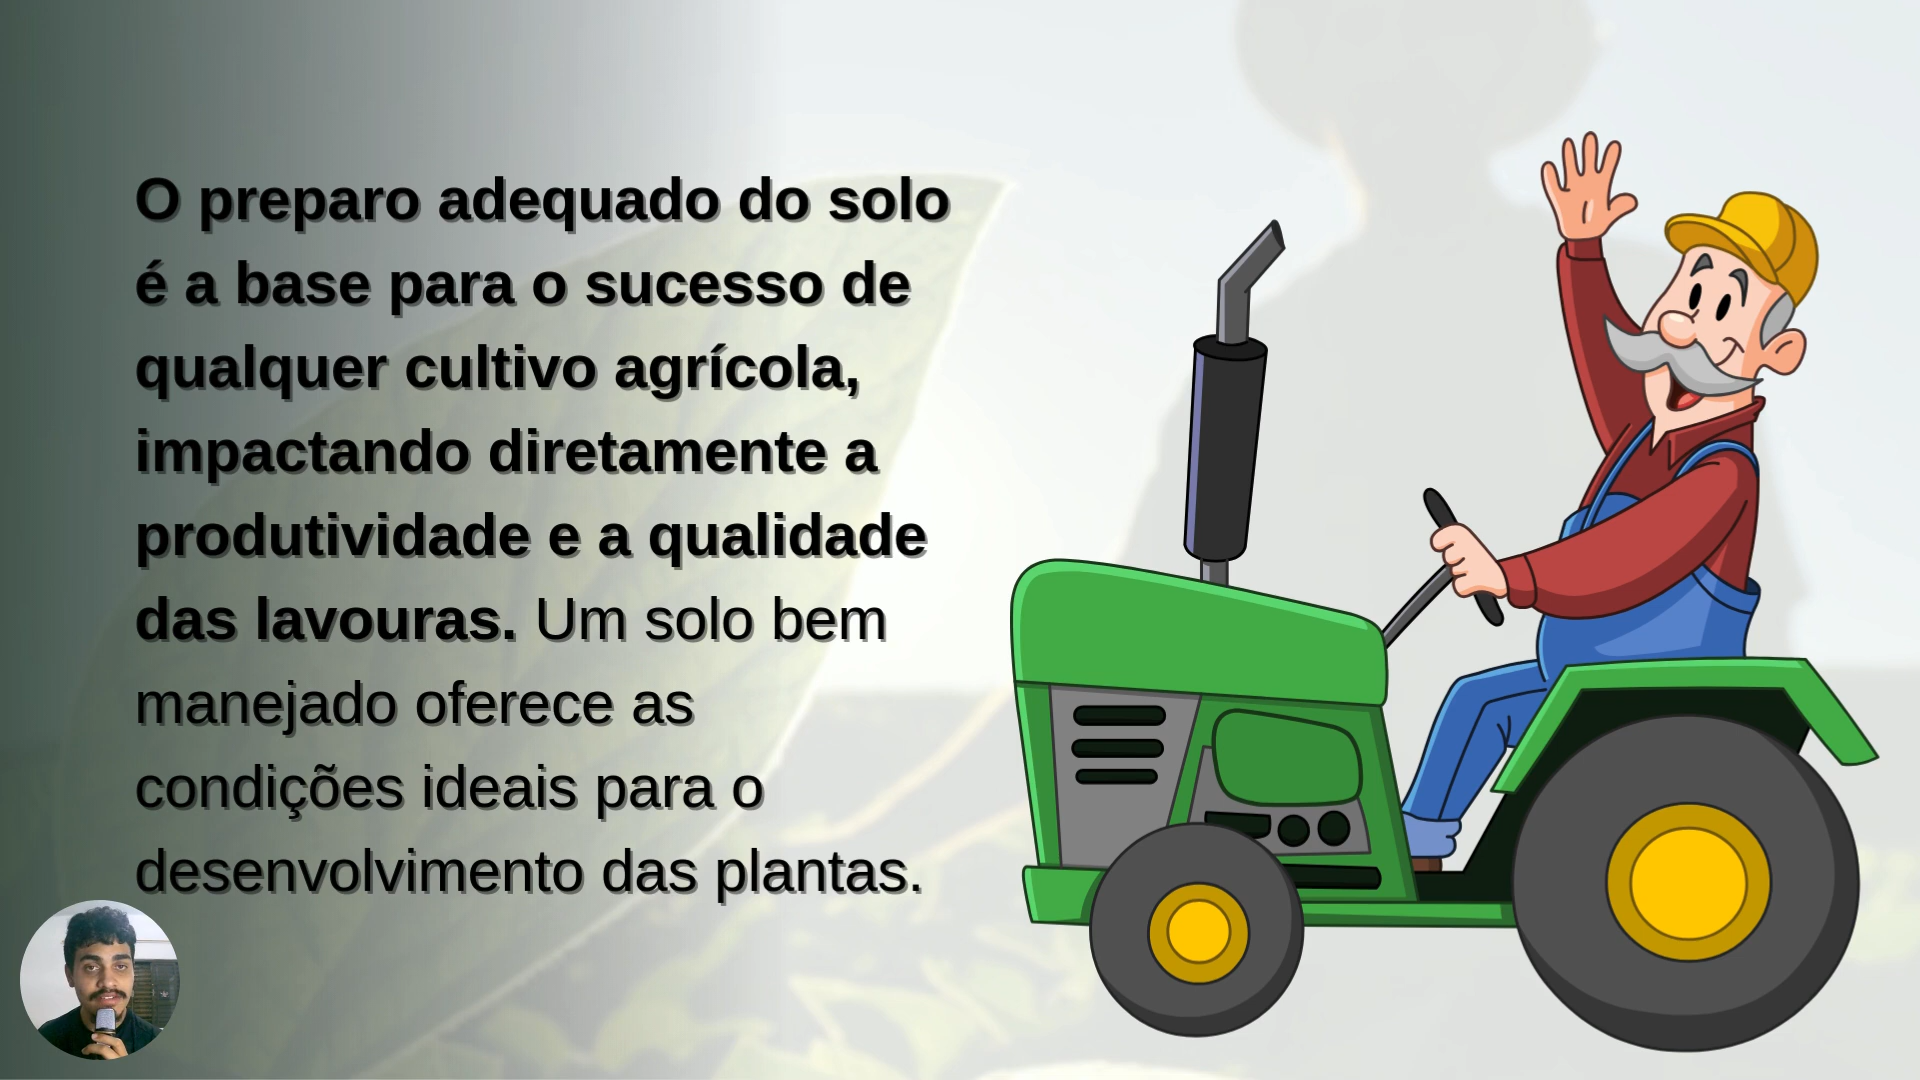 O preparo adequado do solo
é a base para o sucesso de
qualquer cultivo agrícola,
impactando diretamente a
produtividade e a qualidade
das lavouras. Um solo bem
manejado oferece as
condições ideais para o
desenvolvimento das plantas.